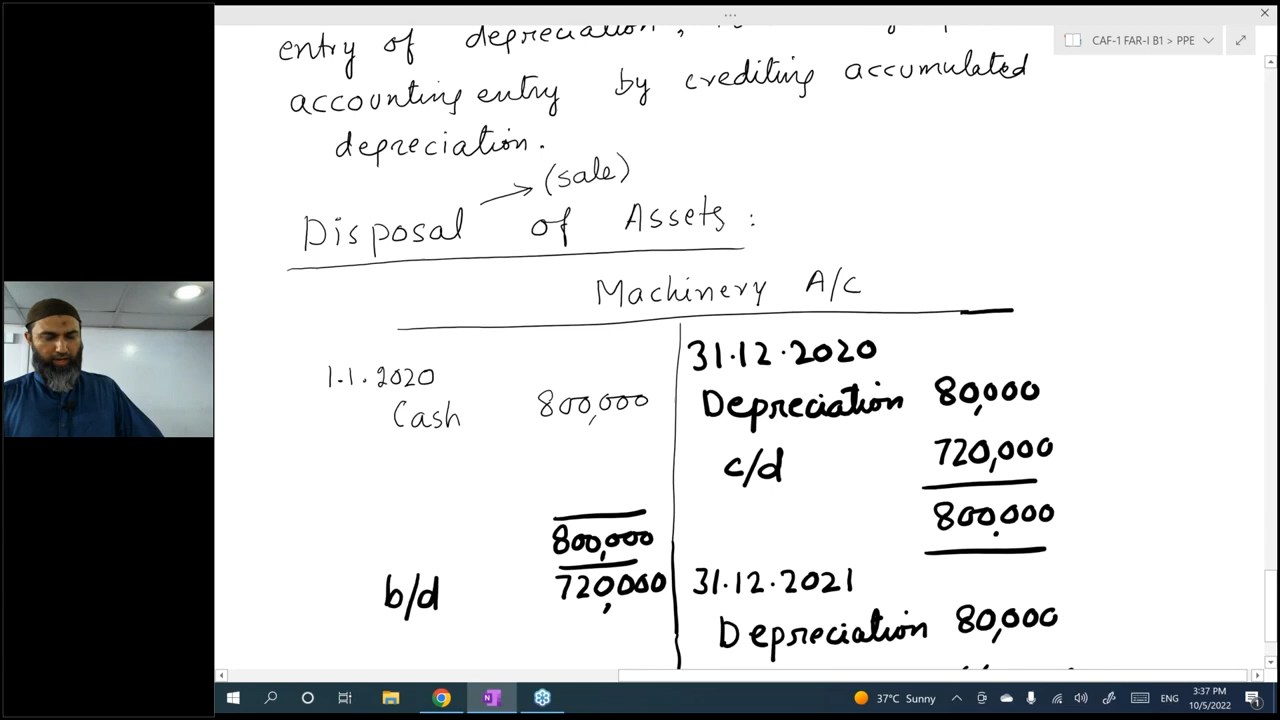 CAF-1 FAR-I B1 > PPE
entry of depreciation,
accounting entry by crediting accumulated
depreciation.
(sale)
Disposal of Assets :
Machinery A/C
1.1.2020
Cash 800,000
800,000
b/d 720,000
31.12.2020
Depreciation 80,000
c/d 720,000
800,000
31.12.2021
Depreciation 80,000
37°C Sunny
ENG
3:37 PM
10/5/2022